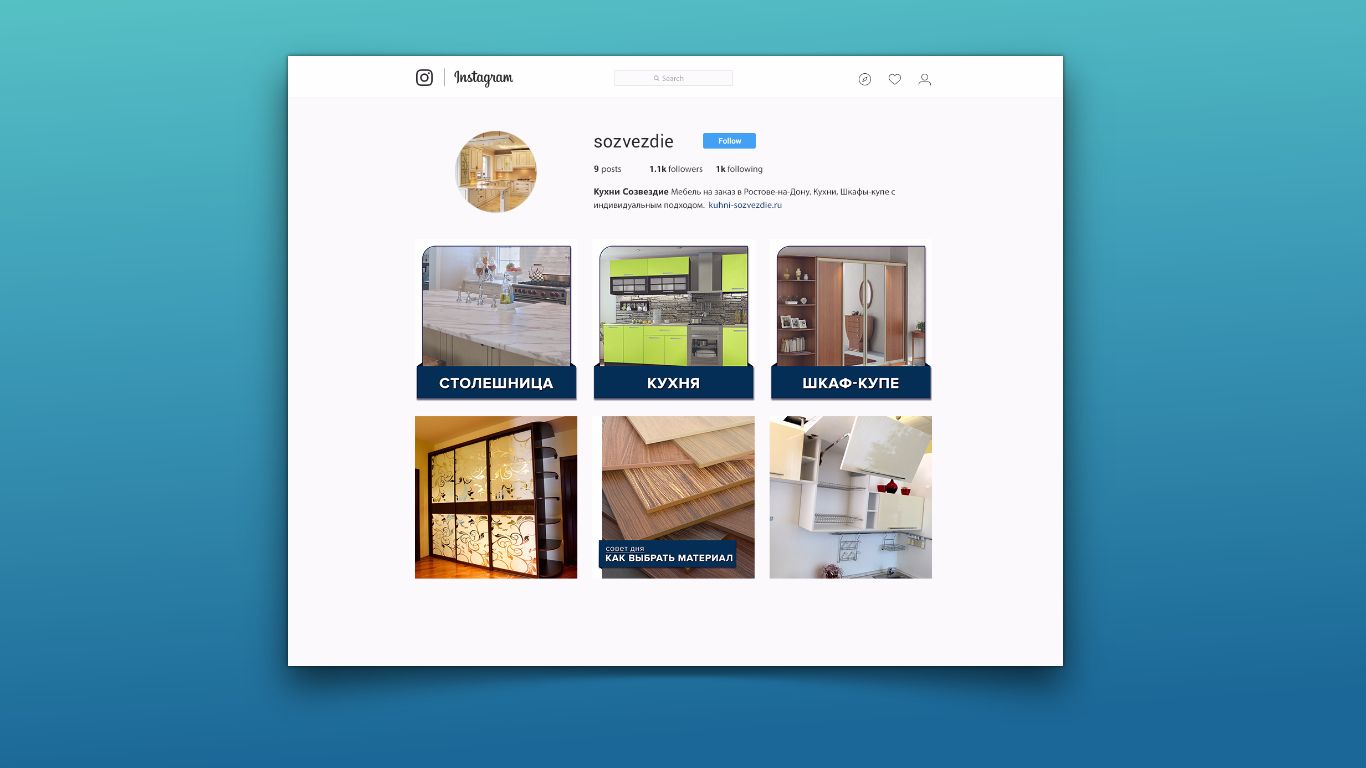 Instagram
Search
sozvezdie
Follow
9 posts 1.1k followers 1k following
Кухни Созвездие Мебель на заказ в Ростове-на-Дону. Кухни, Шкафы-купе с
индивидуальным подходом. kuhni-sozvezdie.ru
СТОЛЕШНИЦА
КУХНЯ
ШКАФ-КУПЕ
совет дня
КАК ВЫБРАТЬ МАТЕРИАЛ